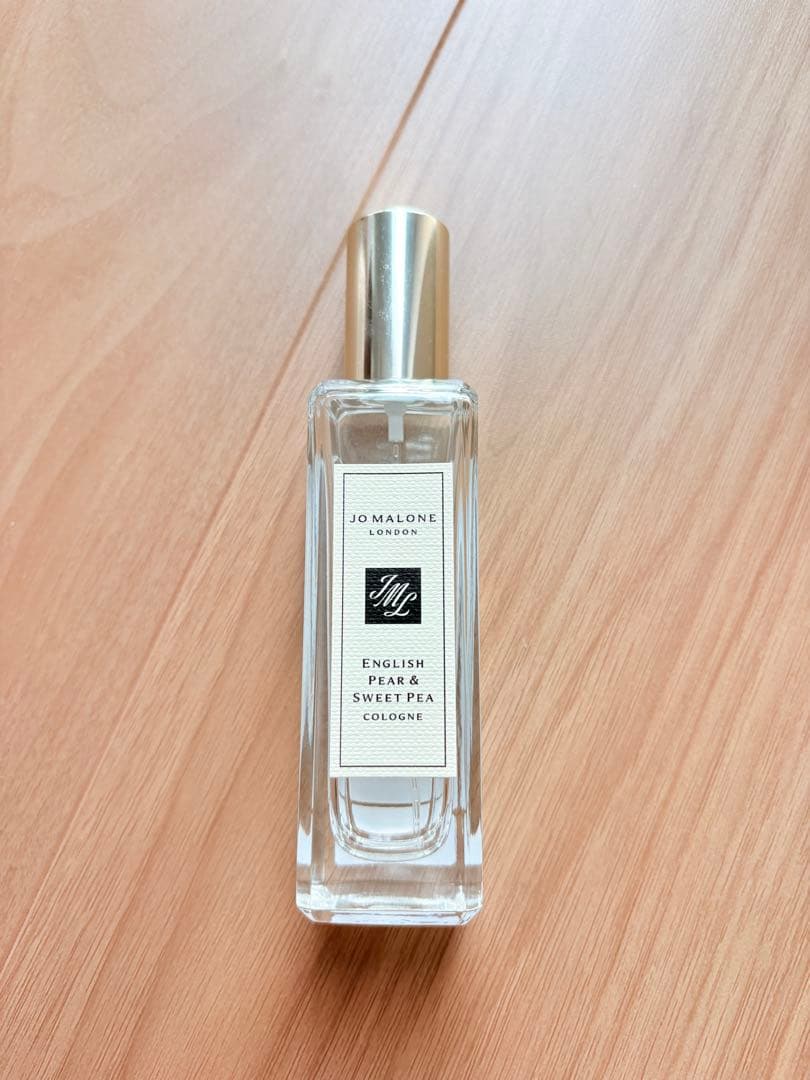 JO MALONE
LONDON
JML
ENGLISH
PEAR &
SWEET PEA
COLOGNE